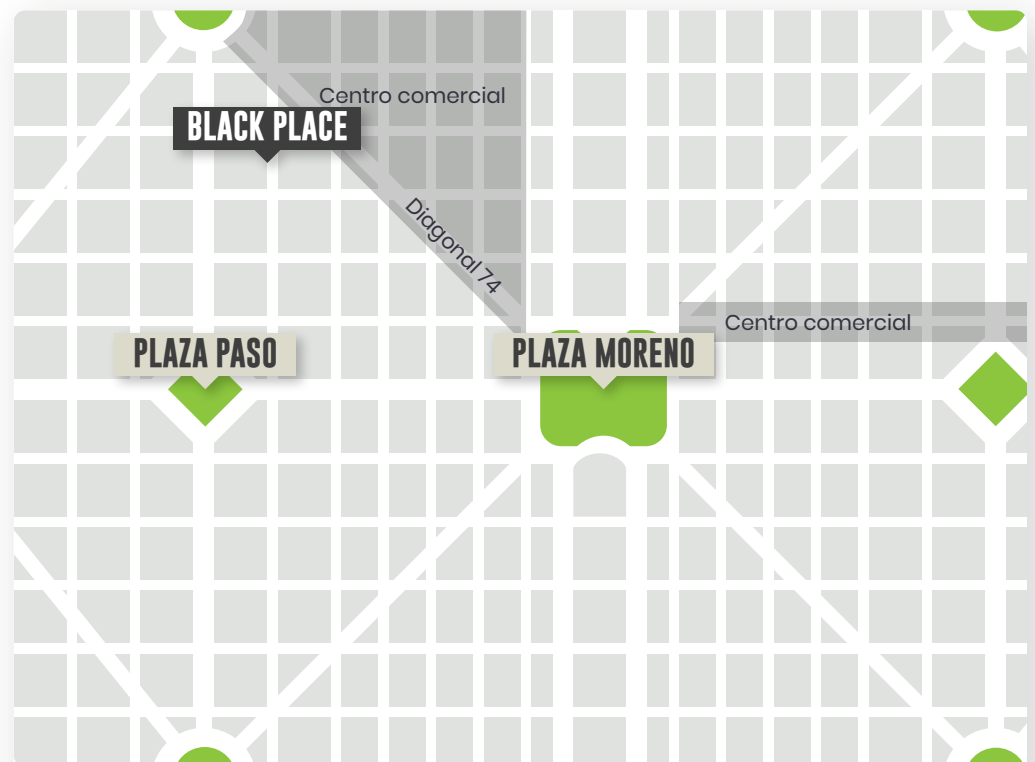 Centro comercial
BLACK PLACE
Diagonal 74
Centro comercial
PLAZA PASO
PLAZA MORENO